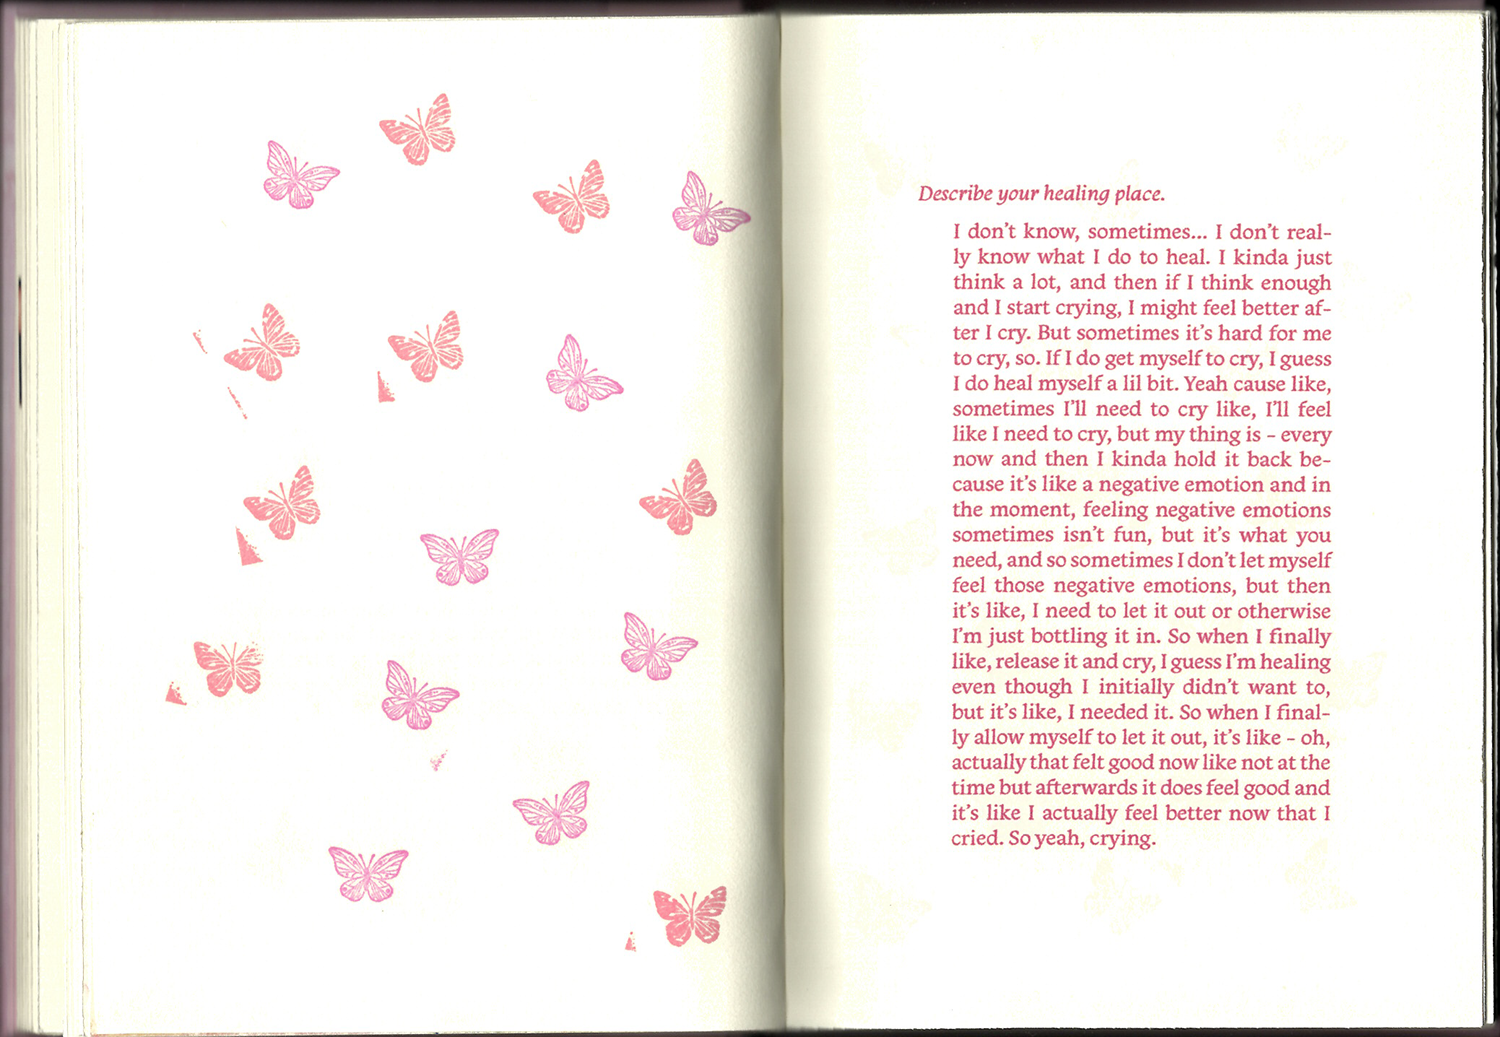 Describe your healing place.
I don't know, sometimes... I don't real-
ly know what I do to heal. I kinda just
think a lot, and then if I think enough
and I start crying, I might feel better af-
ter I cry. But sometimes it's hard for me
to cry, so. If I do get myself to cry, I guess
I do heal myself a lil bit. Yeah cause like,
sometimes I'll need to cry like, I'll feel
like I need to cry, but my thing is – every
now and then I kinda hold it back be-
cause it's like a negative emotion and in
the moment, feeling negative emotions
sometimes isn't fun, but it's what you
need, and so sometimes I don't let myself
feel those negative emotions, but then
it's like, I need to let it out or otherwise
I'm just bottling it in. So when I finally
like, release it and cry, I guess I'm healing
even though I initially didn't want to,
but it's like, I needed it. So when I final-
ly allow myself to let it out, it's like – oh,
actually that felt good now like not at the
time but afterwards it does feel good and
it's like I actually feel better now that I
cried. So yeah, crying.